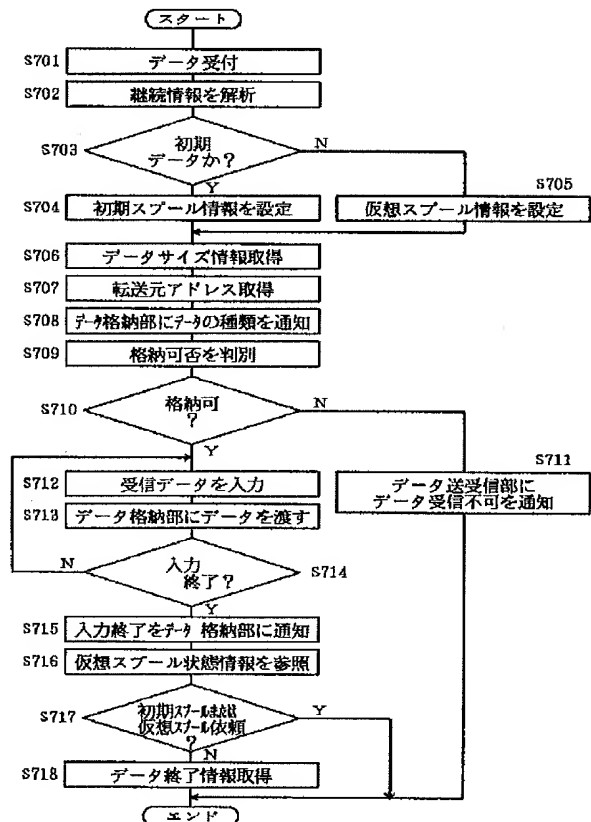 スタート
S701 データ受付
S702 継続情報を解析
S703 初期
データか？
N
Y
S705
S704 初期スプール情報を設定
仮想スプール情報を設定
S706 データサイズ情報取得
S707 転送元アドレス取得
S708 データ格納部にデータの種類を通知
S709 格納可否を判別
S710 格納可
？
N
Y
S711
データ送受信部に
データ受信不可を通知
S712 受信データを入力
S713 データ格納部にデータを渡す
N
入力
終了？
S714
Y
S715 入力終了をデータ格納部に通知
S716 仮想スプール状態情報を参照
S717 初期スプールまたは
仮想スプール依頼
？
Y
N
S718 データ終了情報取得
エンド